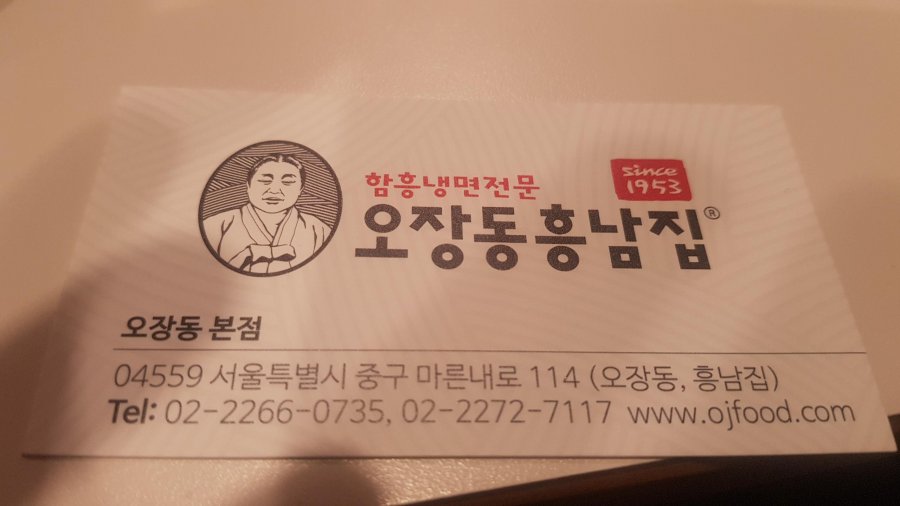 함흥냉면전문
since
1953
오장동흥남집®
오장동 본점
04559 서울특별시 중구 마른내로 114 (오장동, 흥남집)
Tel: 02-2266-0735, 02-2272-7117 www.ojfood.com